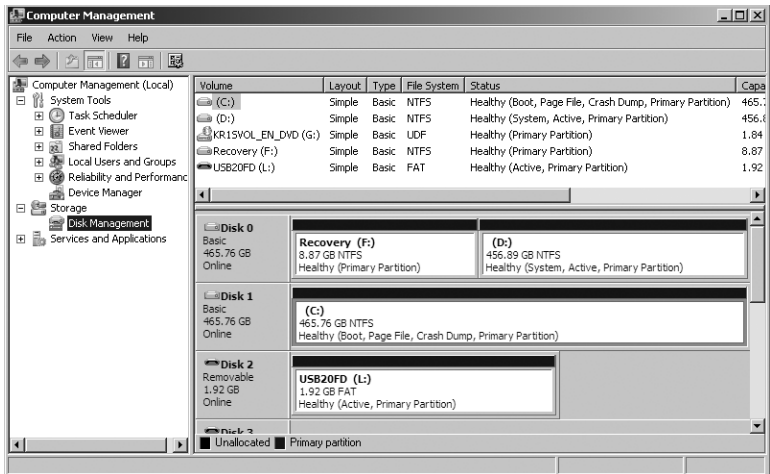 Computer Management
File Action View Help
Computer Management (Local)
System Tools
Task Scheduler
Event Viewer
Shared Folders
Local Users and Groups
Reliability and Performanc
Device Manager
Storage
Disk Management
Services and Applications
Volume Layout Type File System Status Capa
(C:) Simple Basic NTFS Healthy (Boot, Page File, Crash Dump, Primary Partition) 465.
(D:) Simple Basic NTFS Healthy (System, Active, Primary Partition) 456.
KR1SVOL_EN_DVD (G:) Simple Basic UDF Healthy (Primary Partition) 1.84
Recovery (F:) Simple Basic NTFS Healthy (Primary Partition) 8.87
USB20FD (L:) Simple Basic FAT Healthy (Active, Primary Partition) 1.92
Disk 0
Basic
465.76 GB
Online
Recovery (F:)
8.87 GB NTFS
Healthy (Primary Partition)
(D:)
456.89 GB NTFS
Healthy (System, Active, Primary Partition)
Disk 1
Basic
465.76 GB
Online
(C:)
465.76 GB NTFS
Healthy (Boot, Page File, Crash Dump, Primary Partition)
Disk 2
Removable
1.92 GB
Online
USB20FD (L:)
1.92 GB FAT
Healthy (Active, Primary Partition)
Disk 3
Unallocated Primary partition